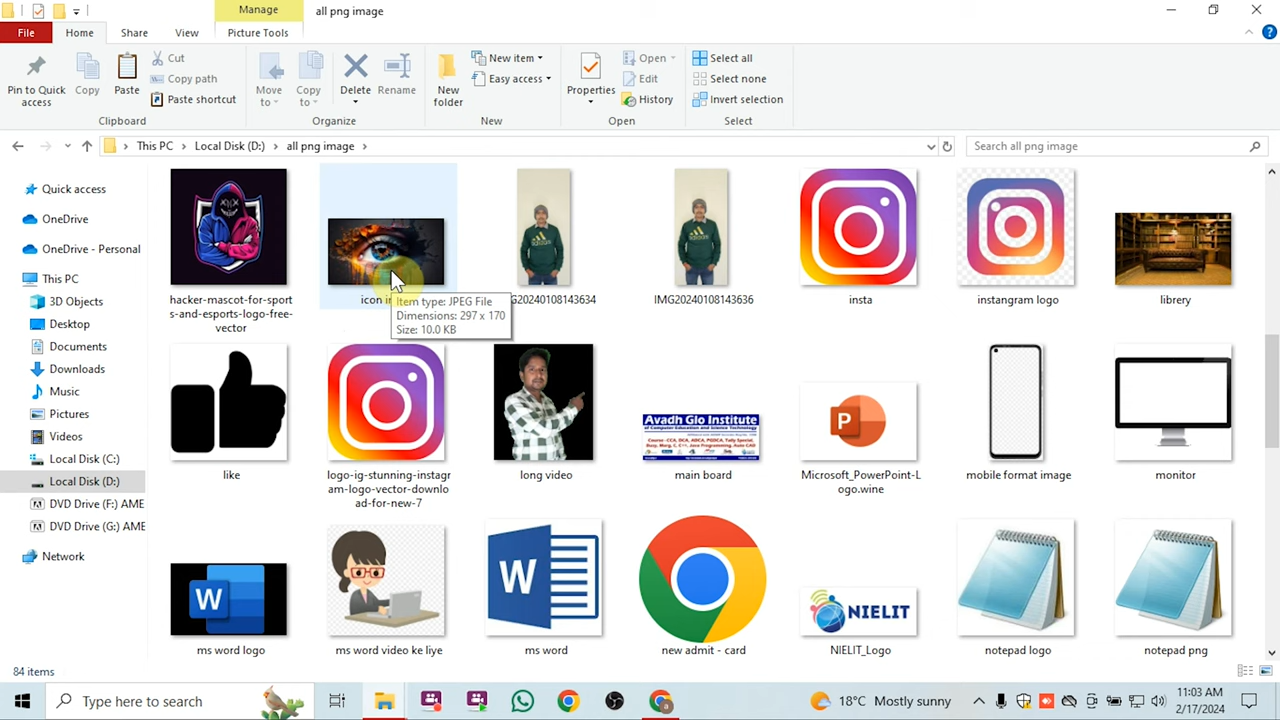 Manage
all png image
File
Home
Share
View
Picture Tools
Pin to Quick
access
Copy
Paste
Cut
Copy path
Paste shortcut
Clipboard
Move
to
Copy
to
Delete
Rename
Organize
New
folder
New item
Easy access
New
Properties
Open
Edit
History
Open
Select all
Select none
Invert selection
Select
This PC
Local Disk (D:)
all png image
Search all png image
Quick access
OneDrive
OneDrive - Personal
This PC
3D Objects
Desktop
Documents
Downloads
Music
Pictures
Videos
Local Disk (C:)
Local Disk (D:)
DVD Drive (F:) AME
DVD Drive (G:) AME
Network
hacker-mascot-for-sport
s-and-esports-logo-free-
vector
icon
Item type: JPEG File
Dimensions: 297 x 170
Size: 10.0 KB
G20240108143634
IMG20240108143636
insta
instangram logo
librery
like
logo-ig-stunning-instagr
am-logo-vector-downlo
ad-for-new-7
long video
Avadh Glo Institute
of Computer Education and Science Technology
main board
P
Microsoft_PowerPoint-L
ogo.wine
mobile format image
monitor
W
ms word logo
ms word video ke liye
W
ms word
new admit - card
NIELIT
NIELIT_Logo
notepad logo
notepad png
84 items
Type here to search
18°C Mostly sunny
11:03 AM
2/17/2024